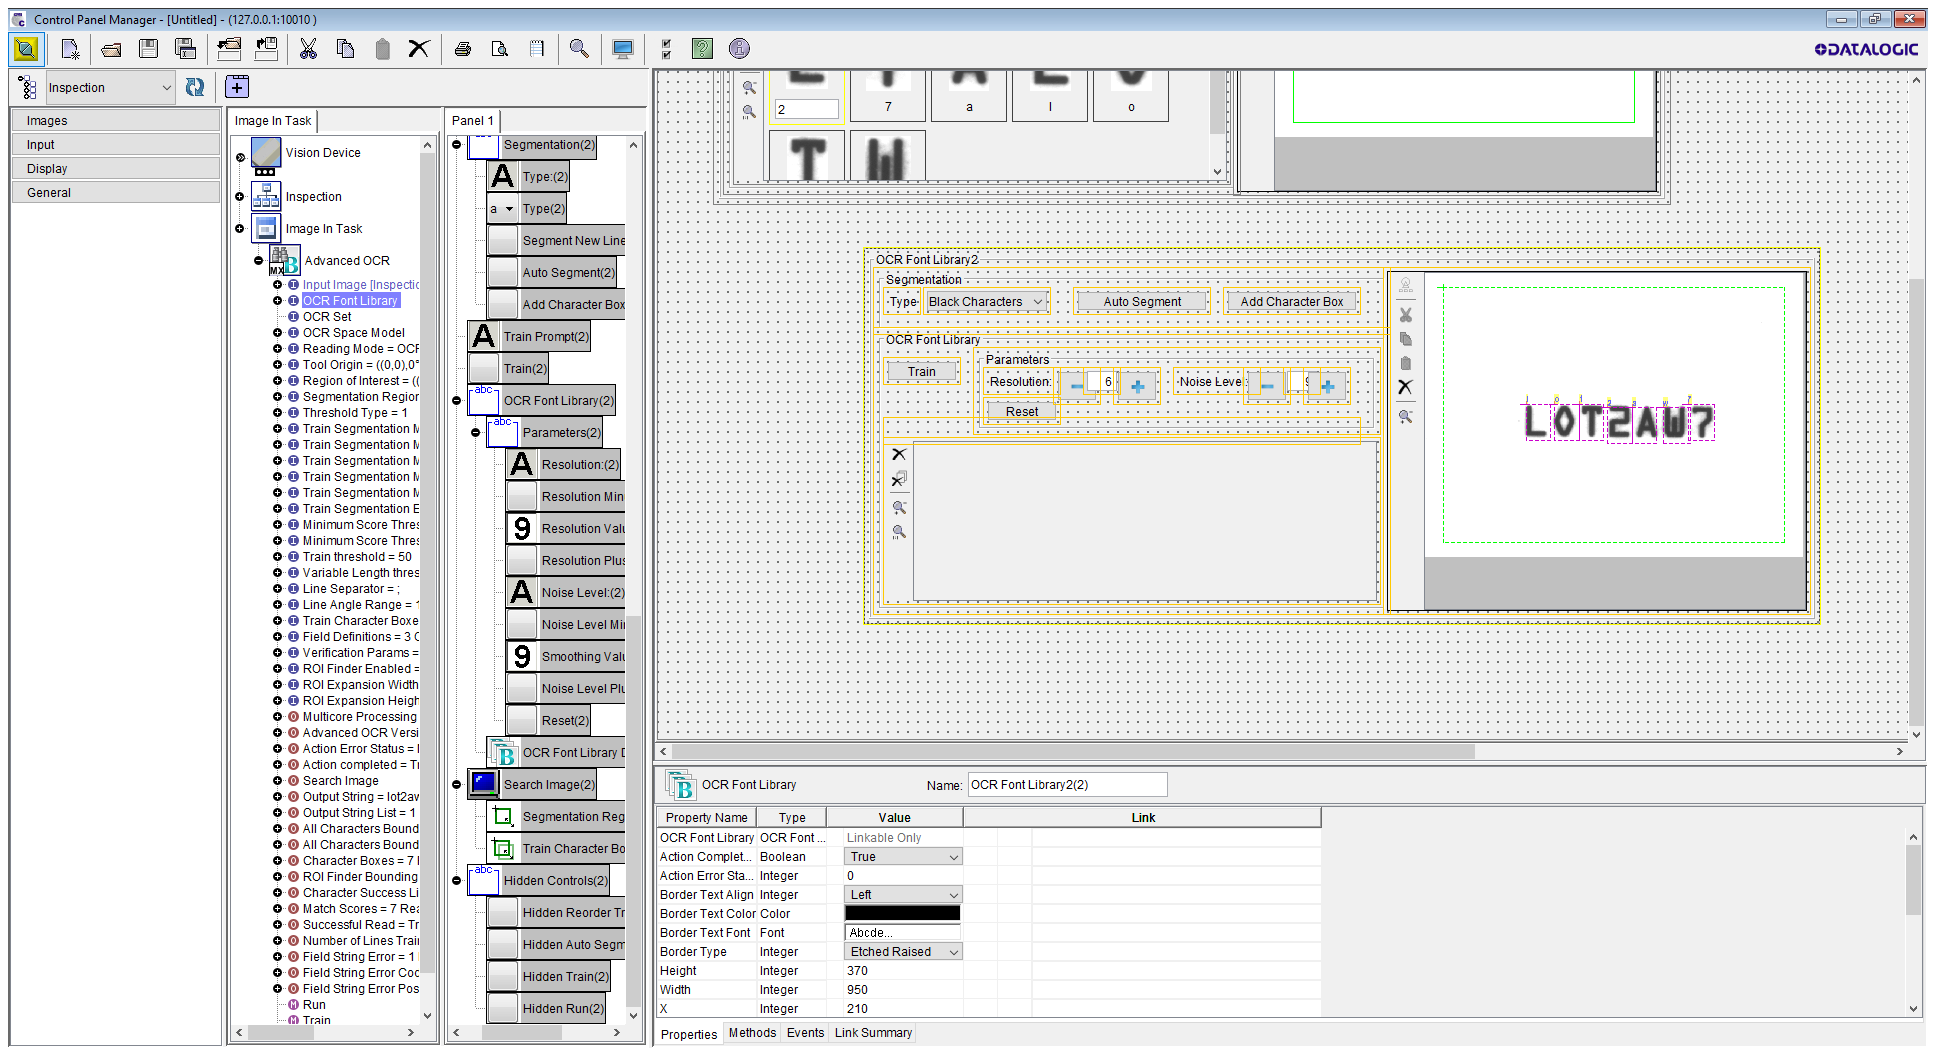 Control Panel Manager - [Untitled] - (127.0.0.1:10010 )
DATALOGIC
Inspection
Images
Input
Display
General
Image In Task
Vision Device
Inspection
Image In Task
Advanced OCR
MX
Input Image [Inspectic
OCR Font Library
OCR Set
OCR Space Model
Reading Mode = OCF
Tool Origin = ((0,0),0°
Region of Interest = ((
Segmentation Region
Threshold Type = 1
Train Segmentation M
Train Segmentation M
Train Segmentation M
Train Segmentation M
Train Segmentation M
Train Segmentation E
Minimum Score Thres
Minimum Score Thres
Train threshold = 50
Variable Length thres
Line Separator = ;
Line Angle Range = 1
Train Character Boxe
Field Definitions = 3 C
Verification Params =
ROI Finder Enabled =
ROI Expansion Width
ROI Expansion Heigh
Multicore Processing
Advanced OCR Versi
Action Error Status = I
Action completed = Tr
Search Image
Output String = lot2aw
Output String List = 1
All Characters Bound
All Characters Bound
Character Boxes = 7 I
ROI Finder Bounding
Character Success Li
Match Scores = 7 Rea
Successful Read = Tr
Number of Lines Trair
Field String Error = 1 I
Field String Error Coc
Field String Error Pos
Run
Train
Panel 1
Segmentation(2)
Type:(2)
Type(2)
Segment New Line
Auto Segment(2)
Add Character Box
Train Prompt(2)
Train(2)
OCR Font Library(2)
Parameters(2)
Resolution:(2)
Resolution Min
Resolution Valu
Resolution Plus
Noise Level:(2)
Noise Level Mi
Smoothing Valu
Noise Level Plu
Reset(2)
OCR Font Library D
Search Image(2)
Segmentation Reg
Train Character Bo
Hidden Controls(2)
Hidden Reorder Tr
Hidden Auto Segm
Hidden Train(2)
Hidden Run(2)
2
7
a
l
o
T W
OCR Font Library2
Segmentation
Type
Black Characters
Auto Segment
Add Character Box
OCR Font Library
Train
Parameters
Resolution:
6
Noise Level:
Reset
l o t 2 a w 7
LOT2AW7
OCR Font Library
Name: OCR Font Library2(2)
Property Name Type Value Link
OCR Font Library OCR Font ... Linkable Only
Action Complet... Boolean True
Action Error Sta... Integer 0
Border Text Align Integer Left
Border Text Color Color
Border Text Font Font Abcde...
Border Type Integer Etched Raised
Height Integer 370
Width Integer 950
X Integer 210
Properties Methods Events Link Summary